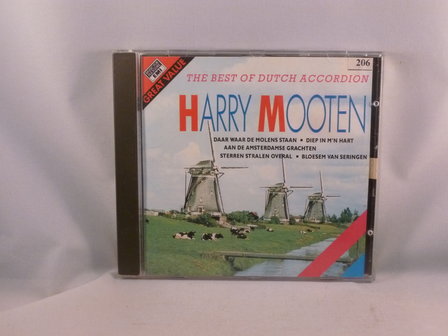 206
GREAT VALUE
THE BEST OF DUTCH ACCORDION
HARRY MOOTEN
DAAR WAAR DE MOLENS STAAN • DIEP IN M'N HART
AAN DE AMSTERDAMSE GRACHTEN
STERREN STRALEN OVERAL • BLOESEM VAN SERINGEN